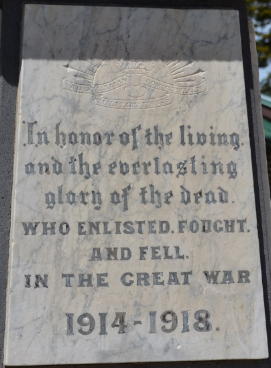 In honor of the living.
and the everlasting
glory of the dead.
WHO ENLISTED. FOUGHT.
AND FELL.
IN THE GREAT WAR
1914-1918.